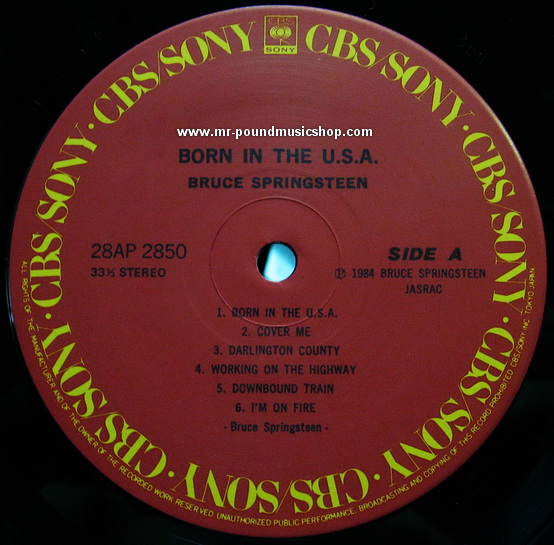 CBS
SONY
CBS/SONY · CBS/SONY · CBS/SONY · CBS/SONY · CBS/SONY · CBS/SONY · CBS/SONY · CBS/SONY
www.mr-poundmusicshop.com
BORN IN THE U.S.A.
BRUCE SPRINGSTEEN
28AP 2850
33⅓ STEREO
SIDE A
Ⓟ 1984 BRUCE SPRINGSTEEN
JASRAC
1. BORN IN THE U.S.A.
2. COVER ME
3. DARLINGTON COUNTY
4. WORKING ON THE HIGHWAY
5. DOWNBOUND TRAIN
6. I'M ON FIRE
- Bruce Springsteen -
ALL RIGHTS OF THE MANUFACTURER AND OF THE OWNER OF THE RECORDED WORK RESERVED UNAUTHORIZED PUBLIC PERFORMANCE, BROADCASTING AND COPYING OF THIS RECORD PROHIBITED CBS/SONY INC. TOKYO JAPAN